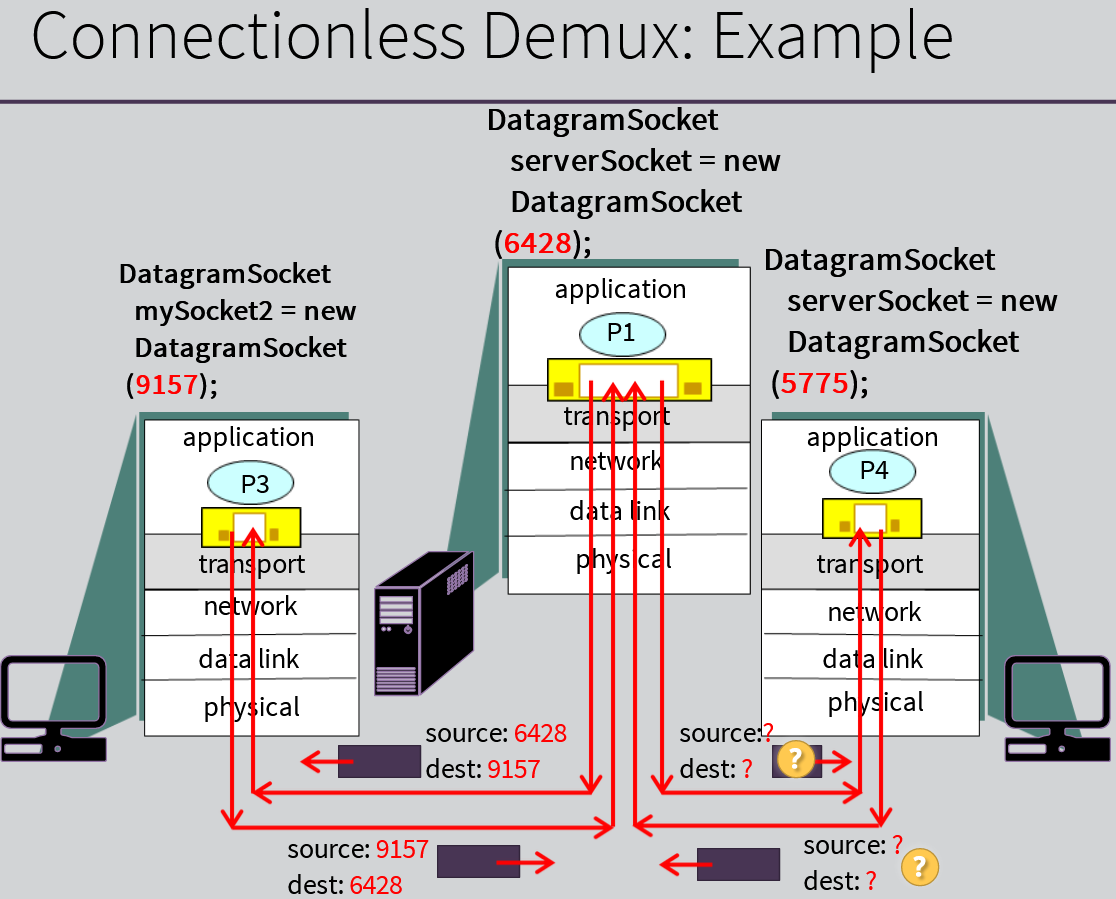 Connectionless Demux: Example
DatagramSocket
serverSocket = new
DatagramSocket
(6428);
DatagramSocket
mySocket2 = new
DatagramSocket
(9157);
DatagramSocket
serverSocket = new
DatagramSocket
(5775);
application
P1
transport
network
data link
physical
application
P3
transport
network
data link
physical
application
P4
transport
network
data link
physical
source: 6428
dest: 9157
source:?
dest: ?
?
source: 9157
dest: 6428
source: ?
dest: ?
?